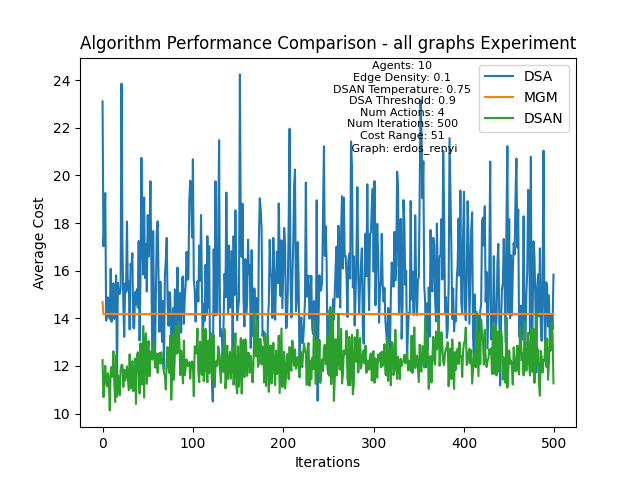 Algorithm Performance Comparison - all graphs Experiment
Agents: 10
Edge Density: 0.1
DSAN Temperature: 0.75
DSA Threshold: 0.9
Num Actions: 4
Num Iterations: 500
Cost Range: 51
Graph: erdos_renyi
DSA
MGM
DSAN
Average Cost
24
22
20
18
16
14
12
10
0
100
200
300
400
500
Iterations